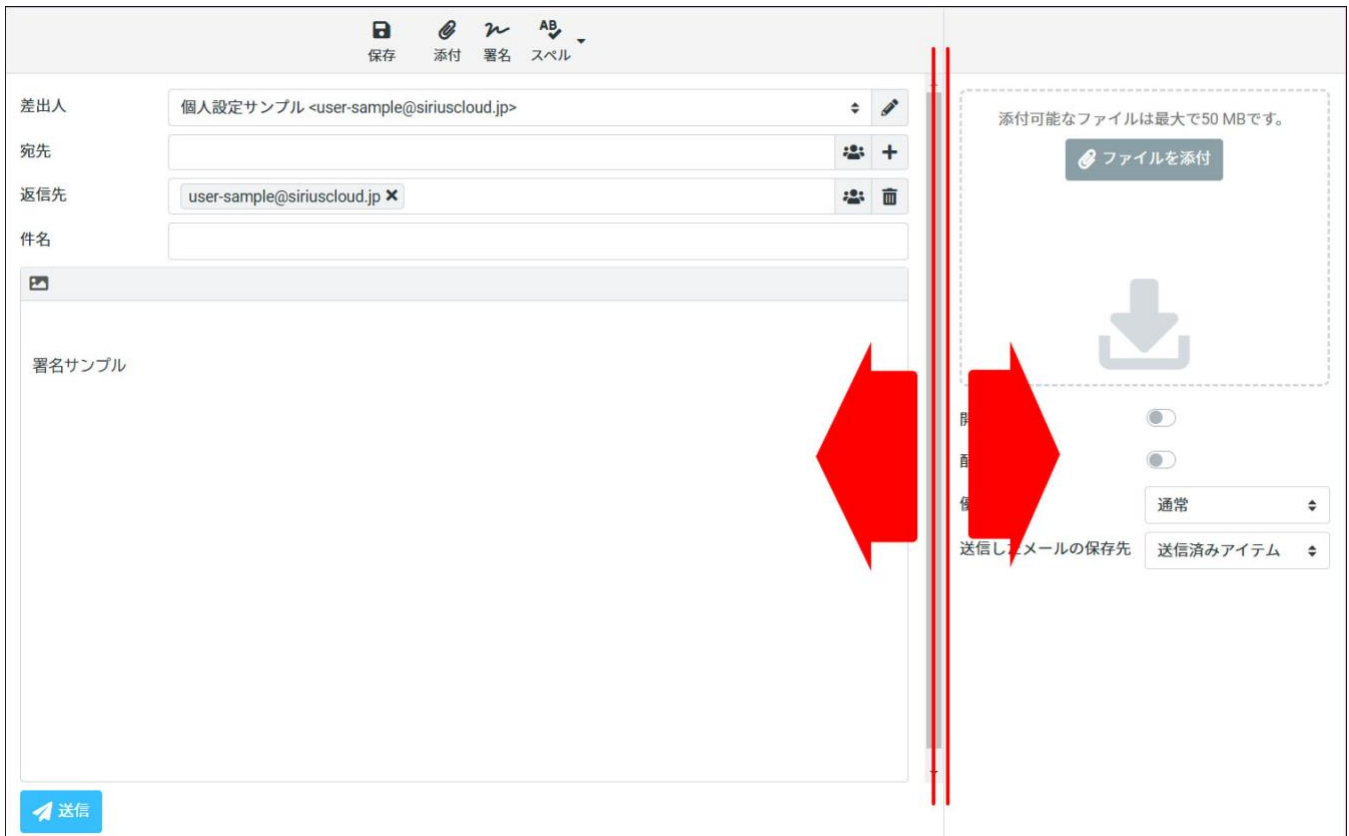 保存 添付 署名 スペル
差出人 個人設定サンプル <user-sample@siriuscloud.jp>
宛先
返信先 user-sample@siriuscloud.jp
件名
署名サンプル
送信
添付可能なファイルは最大で50 MBです。
ファイルを添付
通常
送信したメールの保存先 送信済みアイテム